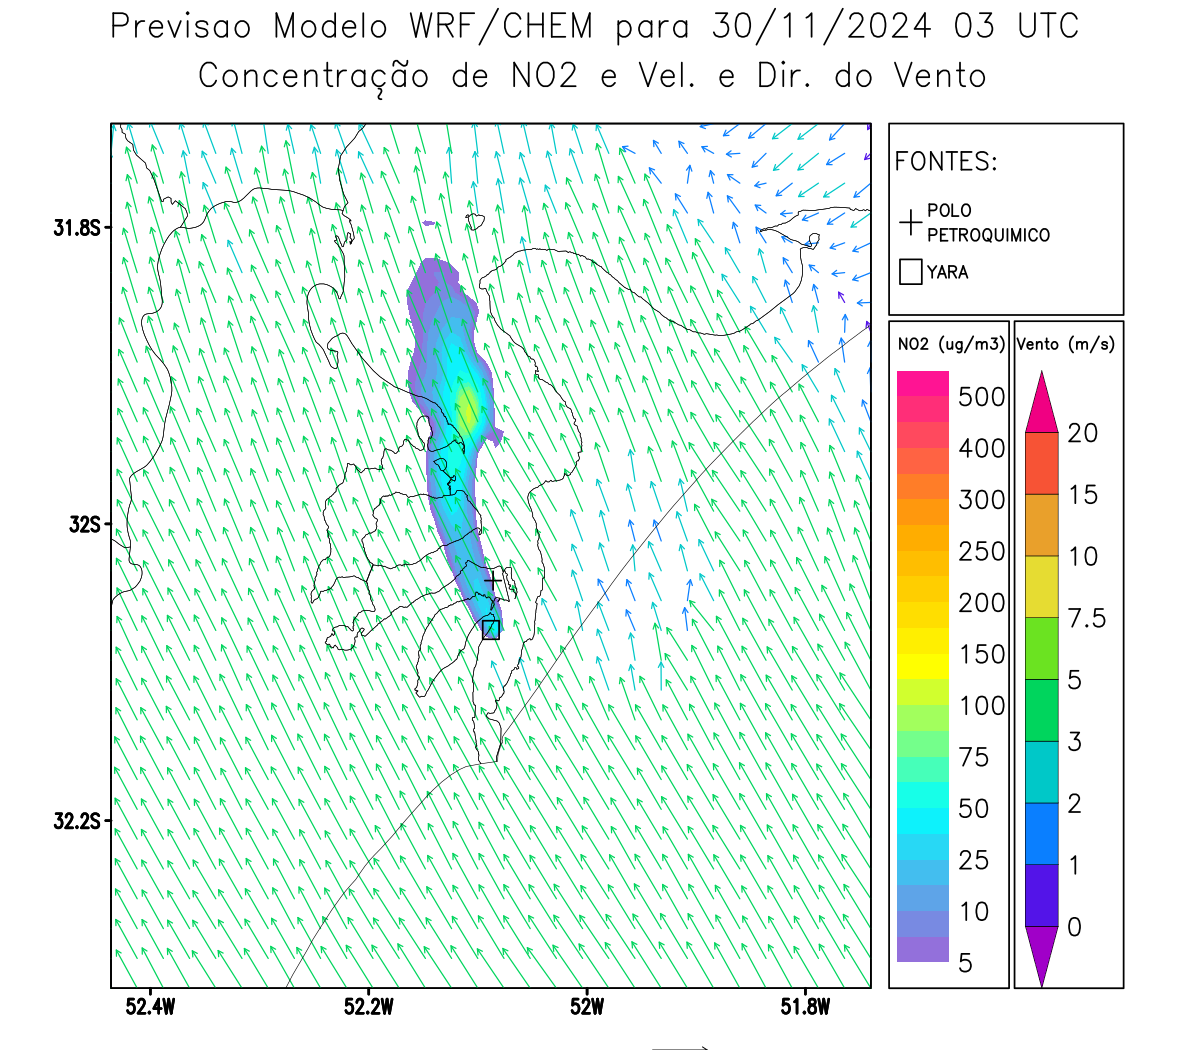 Previsao Modelo WRF/CHEM para 30/11/2024 03 UTC
Concentração de NO2 e Vel. e Dir. do Vento
FONTES:
POLO
PETROQUIMICO
YARA
31.8S
32S
32.2S
52.4W
52.2W
52W
51.8W
NO2 (ug/m3)
500
400
300
250
200
150
100
75
50
25
10
5
Vento (m/s)
20
15
10
7.5
5
3
2
1
0